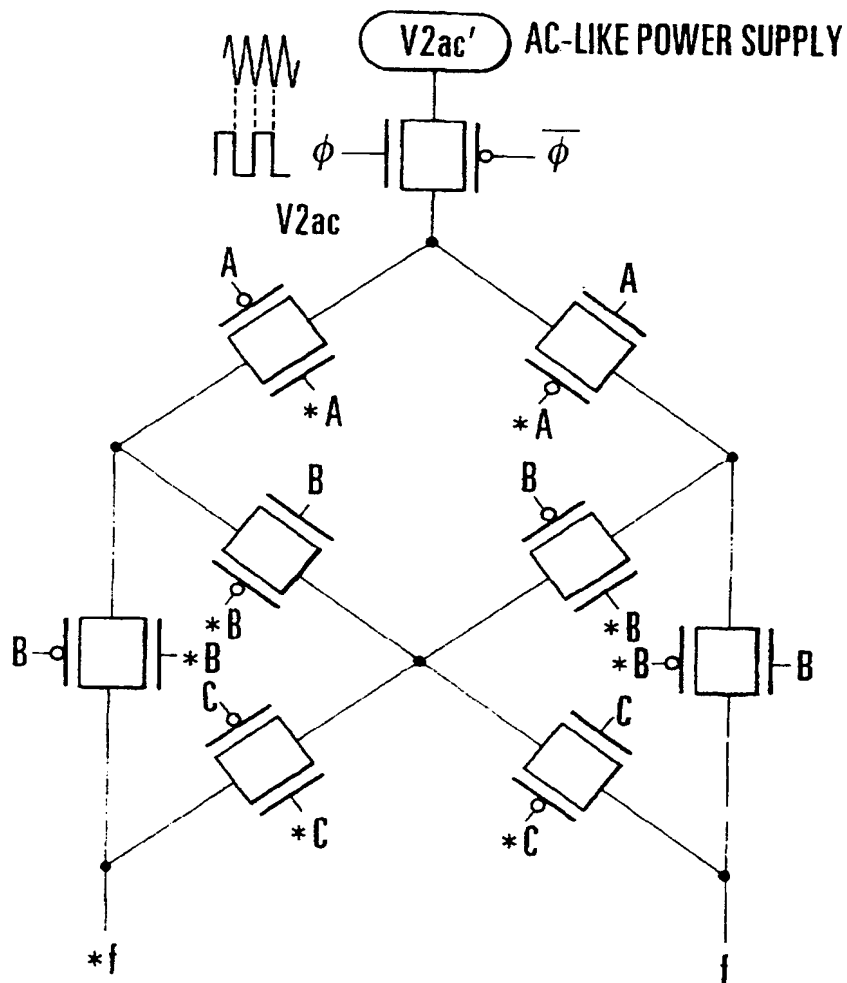 V2ac' AC-LIKE POWER SUPPLY
ϕ
ϕ̅
V2ac
A
A
*A
*A
B
B
*B
*B
B
*B
*B
B
C
C
*C
*C
*f
f